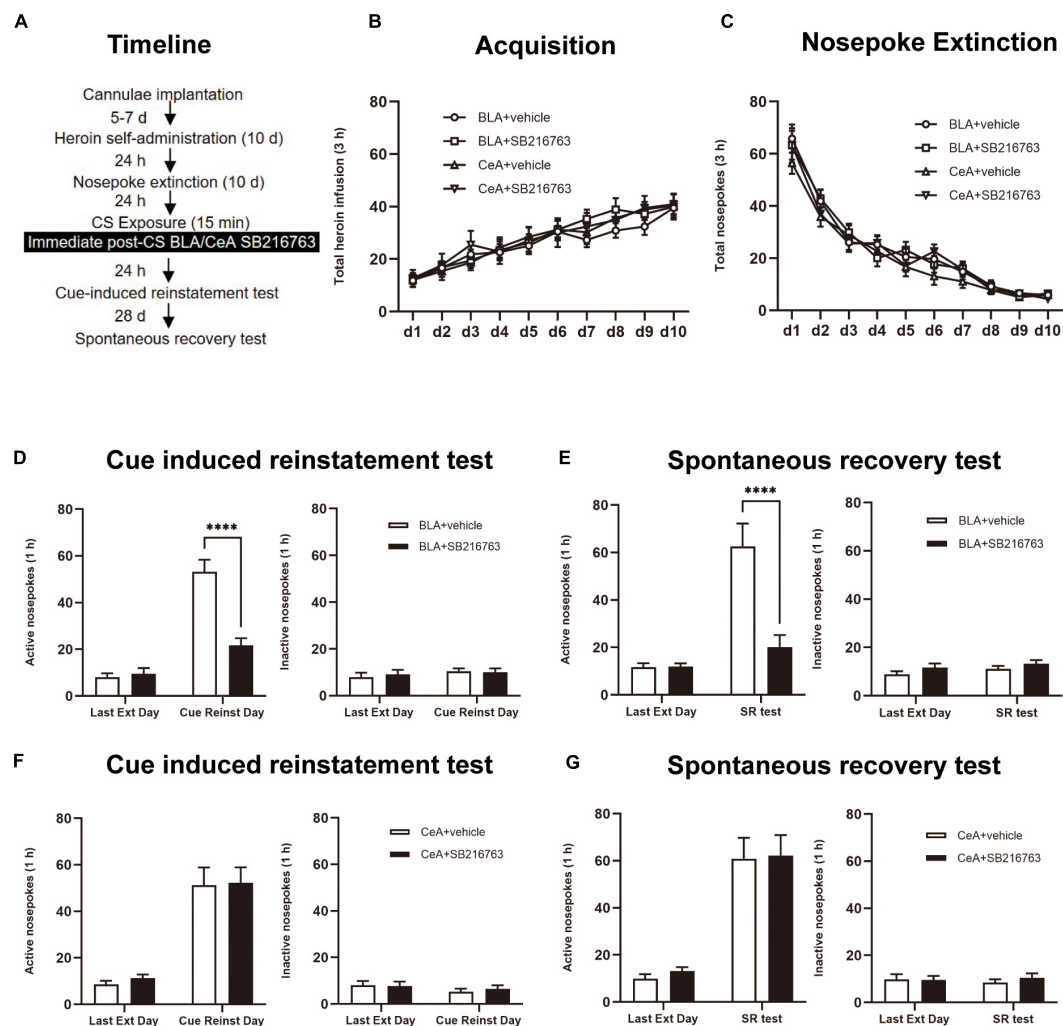 A
Timeline
Cannulae implantation
5-7 d
Heroin self-administration (10 d)
24 h
Nosepoke extinction (10 d)
24 h
CS Exposure (15 min)
Immediate post-CS BLA/CeA SB216763
24 h
Cue-induced reinstatement test
28 d
Spontaneous recovery test
B
Acquisition
Total heroin infusion (3 h)
80
60
40
20
0
BLA+vehicle
BLA+SB216763
CeA+vehicle
CeA+SB216763
d1 d2 d3 d4 d5 d6 d7 d8 d9 d10
C
Nosepoke Extinction
Total nosepokes (3 h)
80
60
40
20
0
BLA+vehicle
BLA+SB216763
CeA+vehicle
CeA+SB216763
d1 d2 d3 d4 d5 d6 d7 d8 d9 d10
D
Cue induced reinstatement test
Active nosepokes (1 h)
80
60
40
20
0
****
Last Ext Day Cue Reinst Day
Inactive nosepokes (1 h)
80
60
40
20
0
BLA+vehicle
BLA+SB216763
Last Ext Day Cue Reinst Day
E
Spontaneous recovery test
Active nosepokes (1 h)
80
60
40
20
0
****
Last Ext Day SR test
Inactive nosepokes (1 h)
80
60
40
20
0
BLA+vehicle
BLA+SB216763
Last Ext Day SR test
F
Cue induced reinstatement test
Active nosepokes (1 h)
80
60
40
20
0
Last Ext Day Cue Reinst Day
Inactive nosepokes (1 h)
80
60
40
20
0
CeA+vehicle
CeA+SB216763
Last Ext Day Cue Reinst Day
G
Spontaneous recovery test
Active nosepokes (1 h)
80
60
40
20
0
Last Ext Day SR test
Inactive nosepokes (1 h)
80
60
40
20
0
CeA+vehicle
CeA+SB216763
Last Ext Day SR test